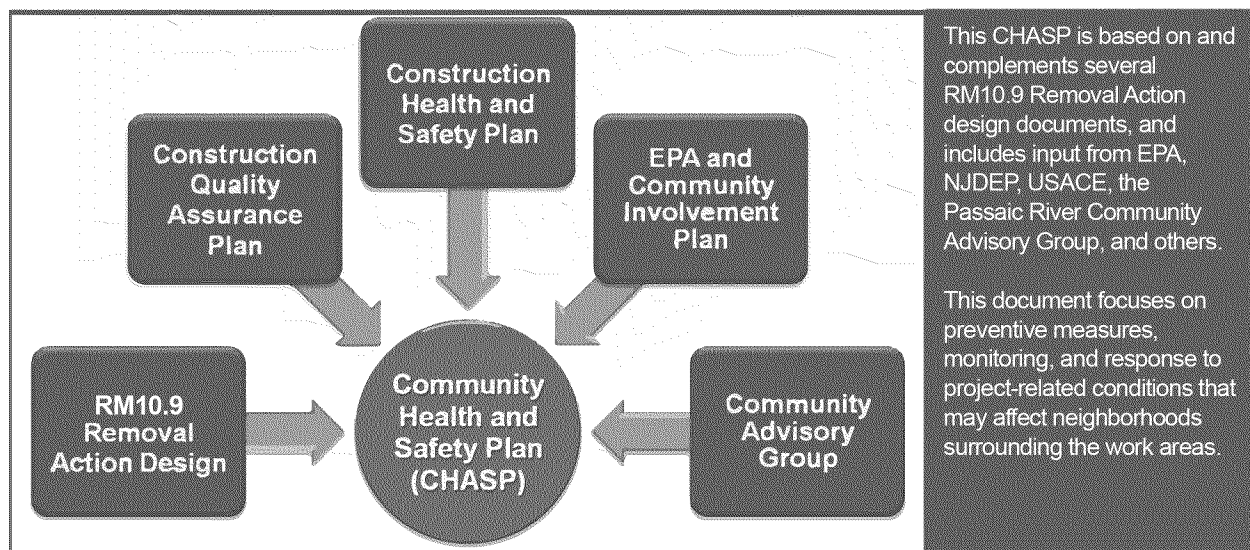 Construction
Health and
Safety Plan
Construction
Quality
Assurance
Plan
EPA and
Community
Involvement
Plan
RM10.9
Removal
Action Design
Community
Health and
Safety Plan
(CHASP)
Community
Advisory
Group
This CHASP is based on and
complements several
RM10.9 Removal Action
design documents, and
includes input from EPA,
NJDEP, USACE, the
Passaic River Community
Advisory Group, and others.
This document focuses on
preventive measures,
monitoring, and response to
project-related conditions that
may affect neighborhoods
surrounding the work areas.